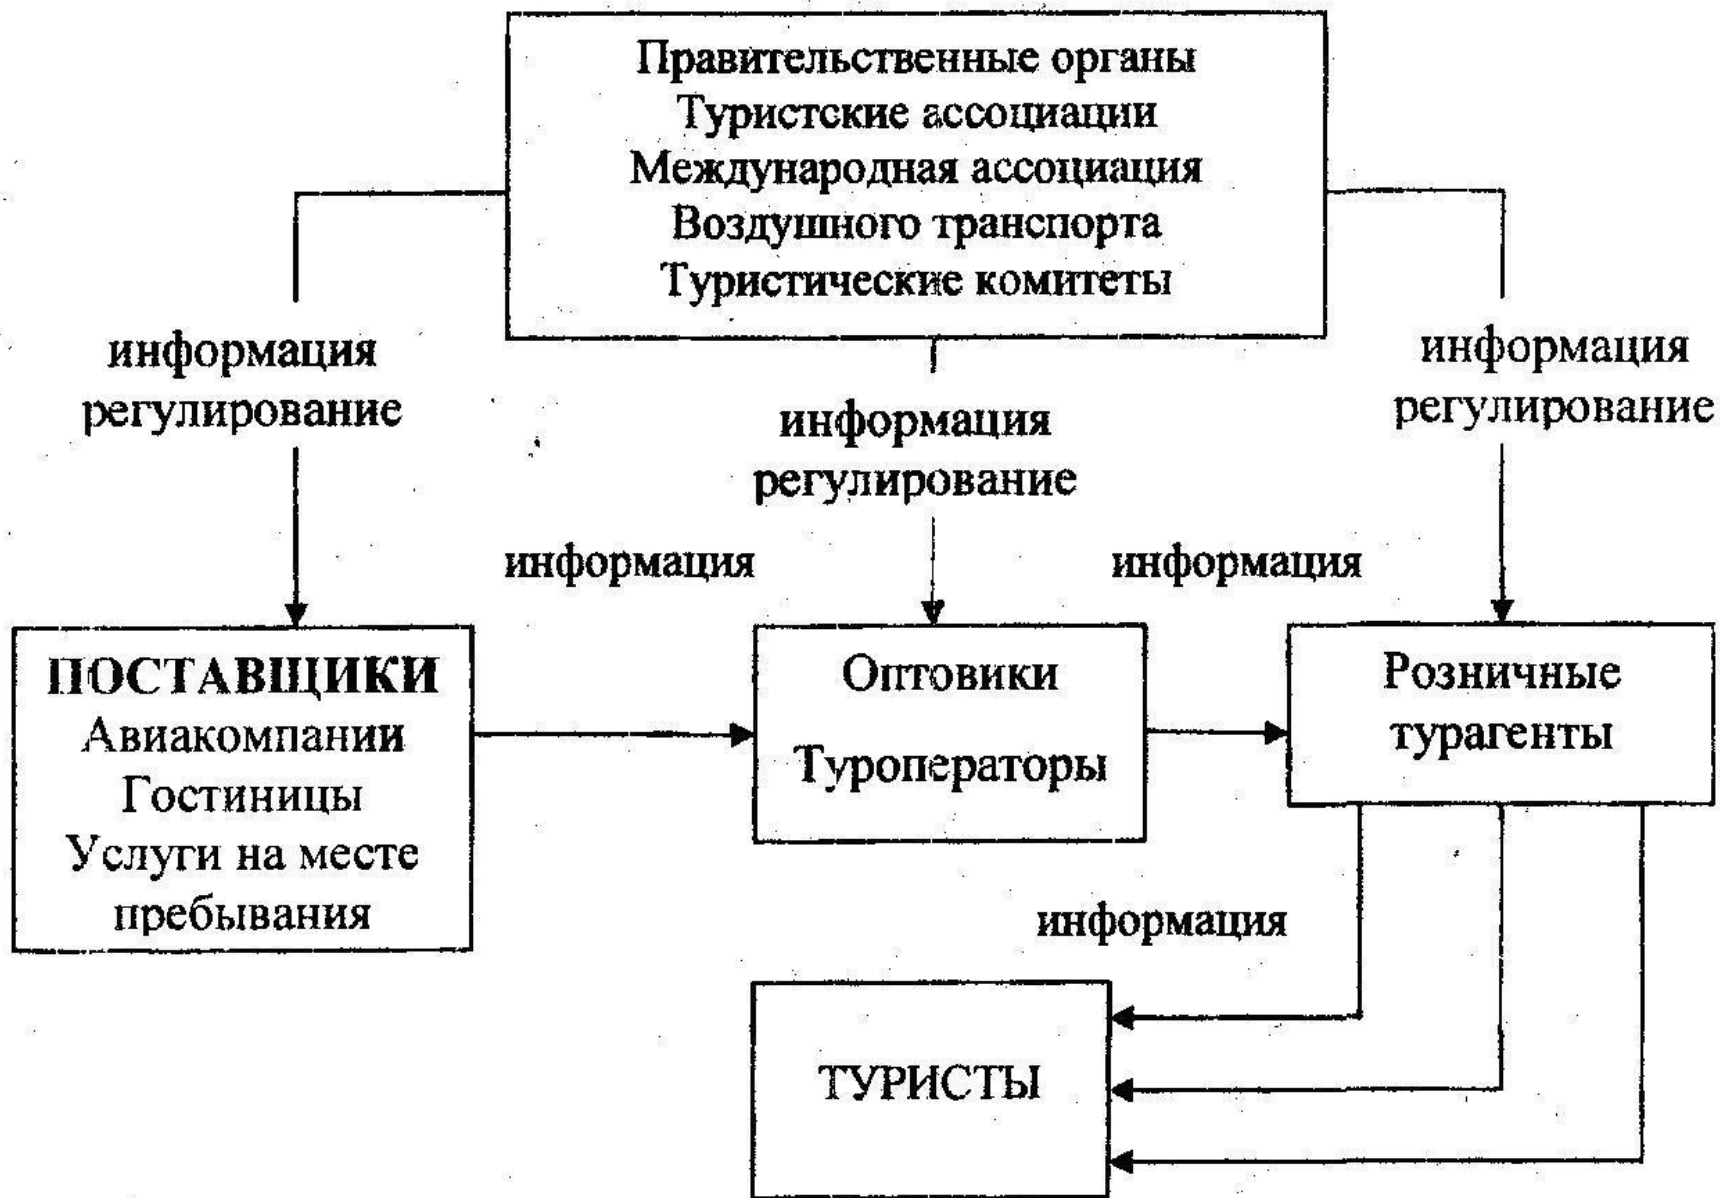 Правительственные органы
Туристские ассоциации
Международная ассоциация
Воздушного транспорта
Туристические комитеты
информация
регулирование
информация
регулирование
информация
регулирование
информация
информация
ПОСТАВЩИКИ
Авиакомпании
Гостиницы
Услуги на месте
пребывания
Оптовики
Туроператоры
Розничные
турагенты
информация
ТУРИСТЫ